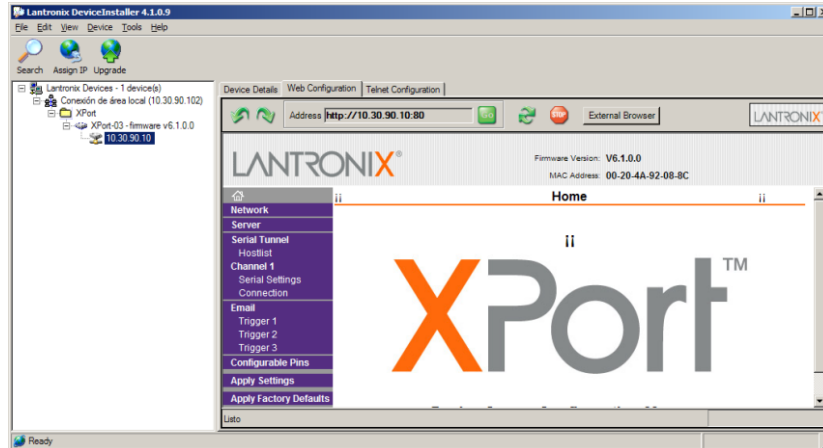 Lantronix DeviceInstaller 4.1.0.9
File Edit View Device Tools Help
Search Assign IP Upgrade
Lantronix Devices - 1 device(s)
Conexión de área local (10.30.90.102)
XPort
XPort-03 - firmware v6.1.0.0
10.30.90.10
Device Details Web Configuration Telnet Configuration
Address http://10.30.90.10:80 GO STOP External Browser LANTRONIX
LANTRONIX®
Firmware Version: V6.1.0.0
MAC Address: 00-20-4A-92-08-8C
¡¡ Home ¡¡
Network
Server
Serial Tunnel
Hostlist
Channel 1
Serial Settings
Connection
Email
Trigger 1
Trigger 2
Trigger 3
Configurable Pins
Apply Settings
Apply Factory Defaults
¡¡
XPort™
Listo
Ready